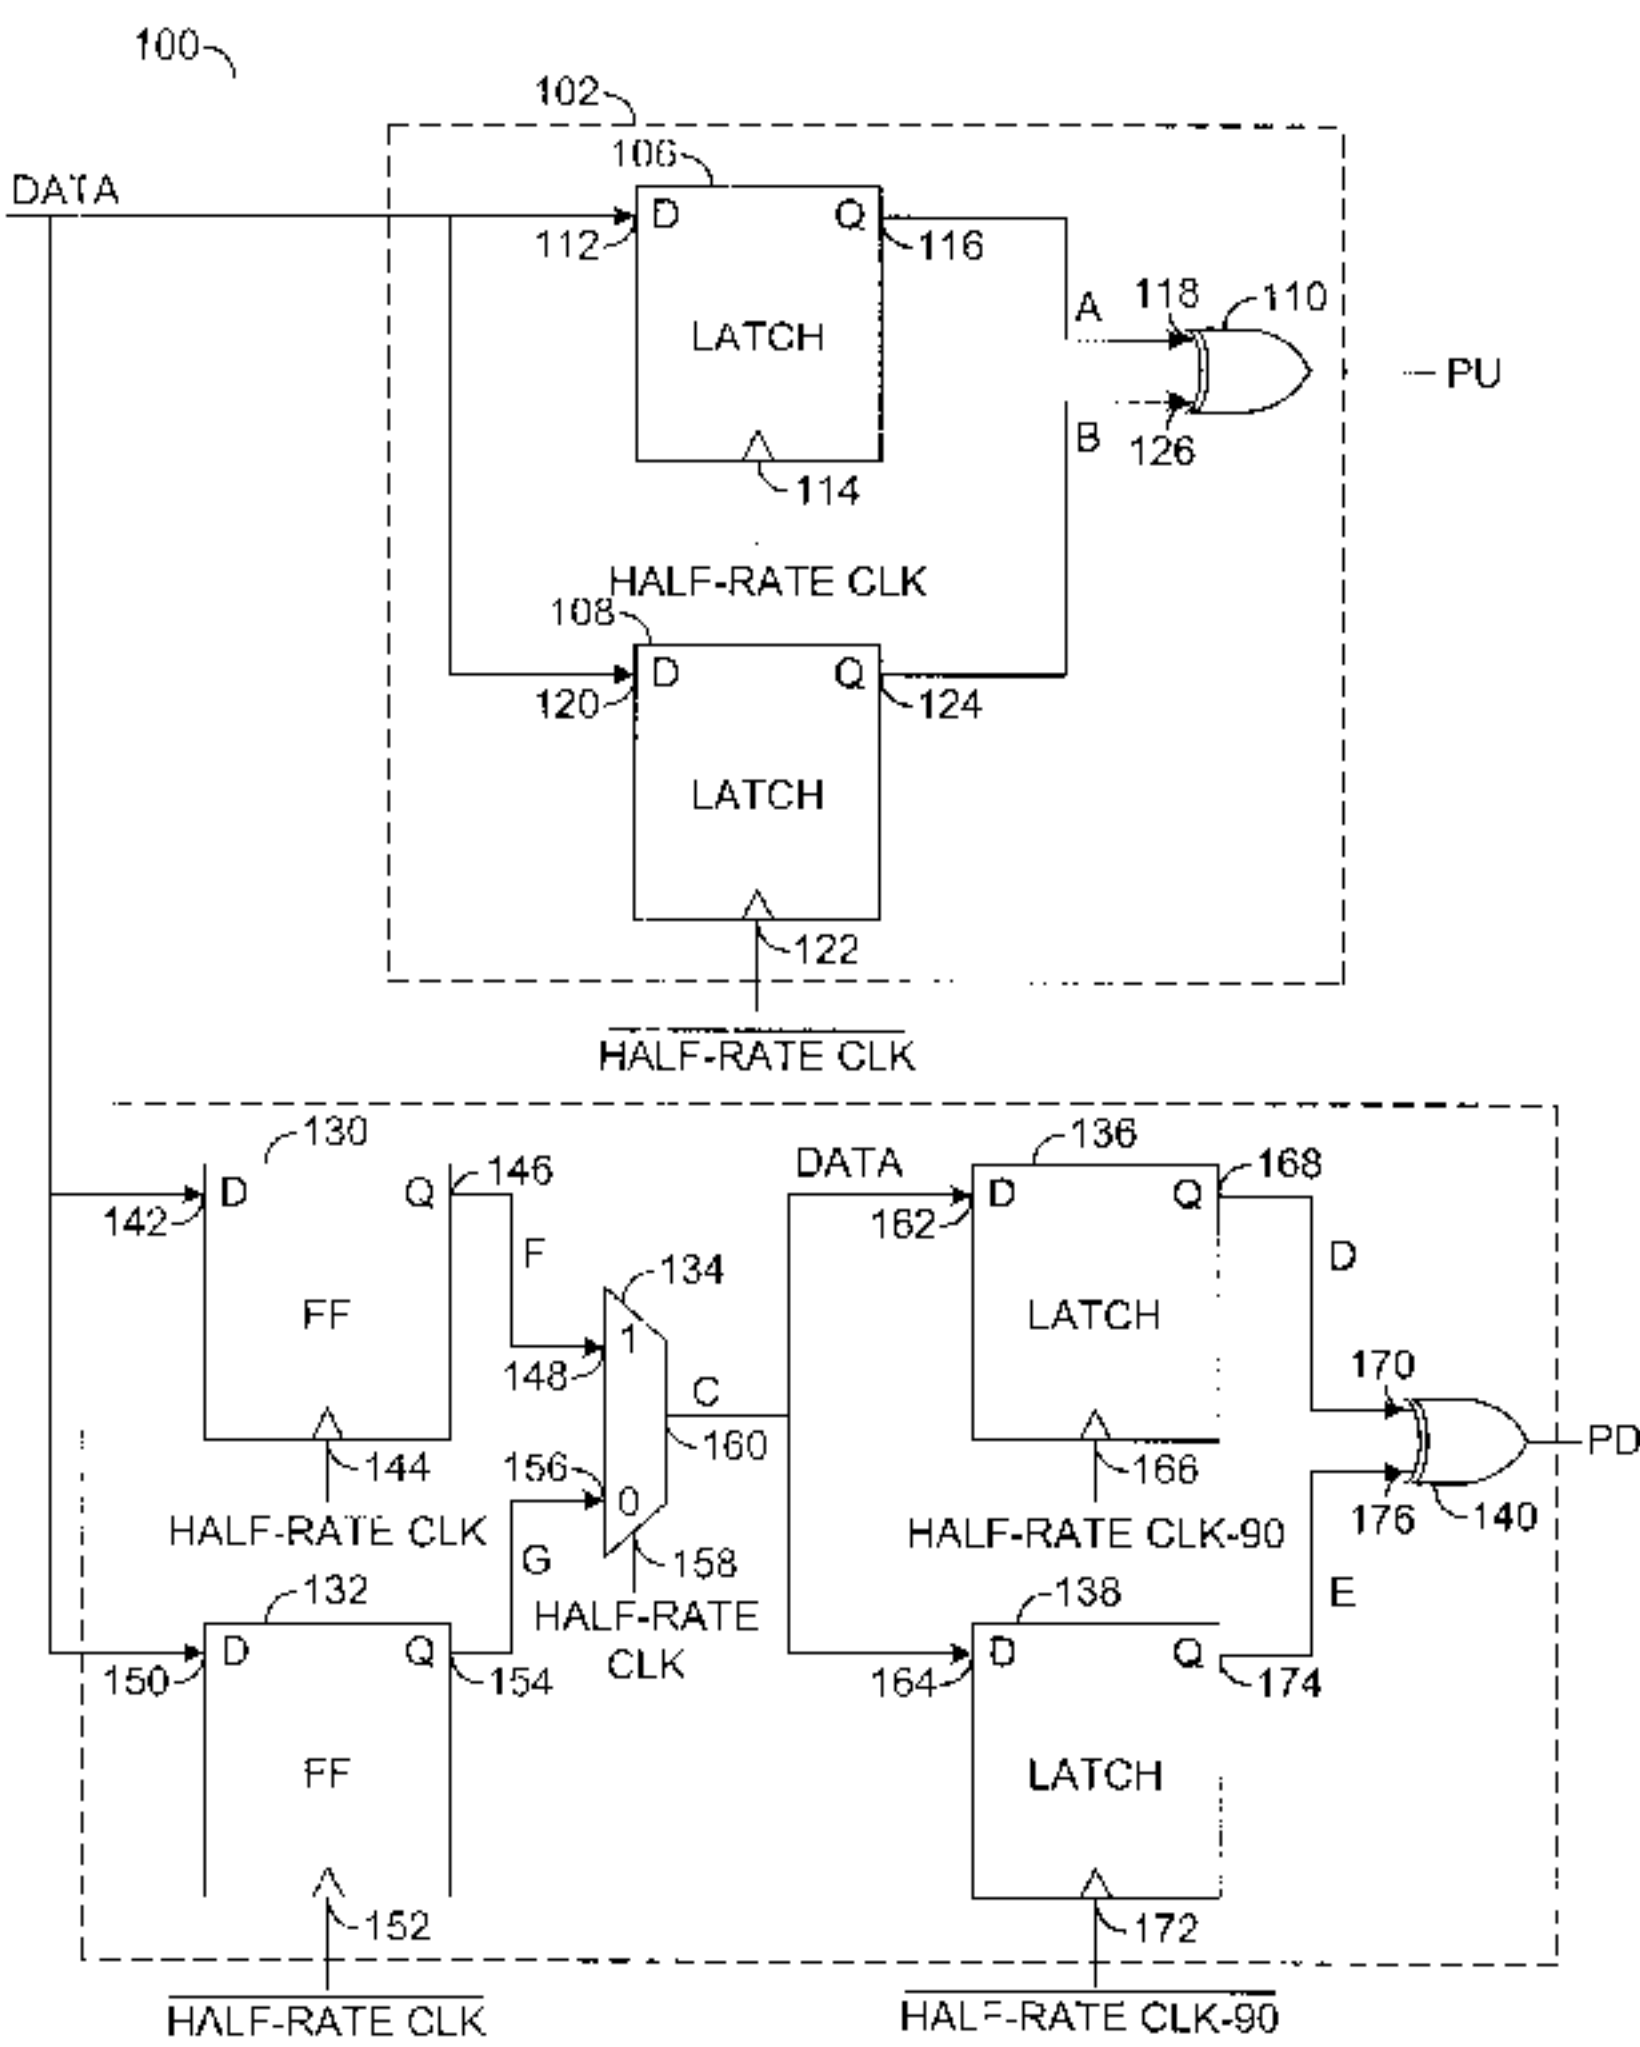 100
102
106
DATA
D
Q
112
116
LATCH
A
118
110
PU
B
126
114
HALF-RATE CLK
108
D
Q
120
124
LATCH
122
HALF-RATE CLK
130
136
DATA
146
168
D
Q
D
Q
142
162
F
D
134
FF
LATCH
1
148
170
C
160
PD
144
156
166
0
176
140
HALF-RATE CLK
HALF-RATE CLK-90
G
158
132
138
E
HALF-RATE
CLK
D
Q
D
Q
150
154
164
174
FF
LATCH
152
172
HALF-RATE CLK
HALF-RATE CLK-90